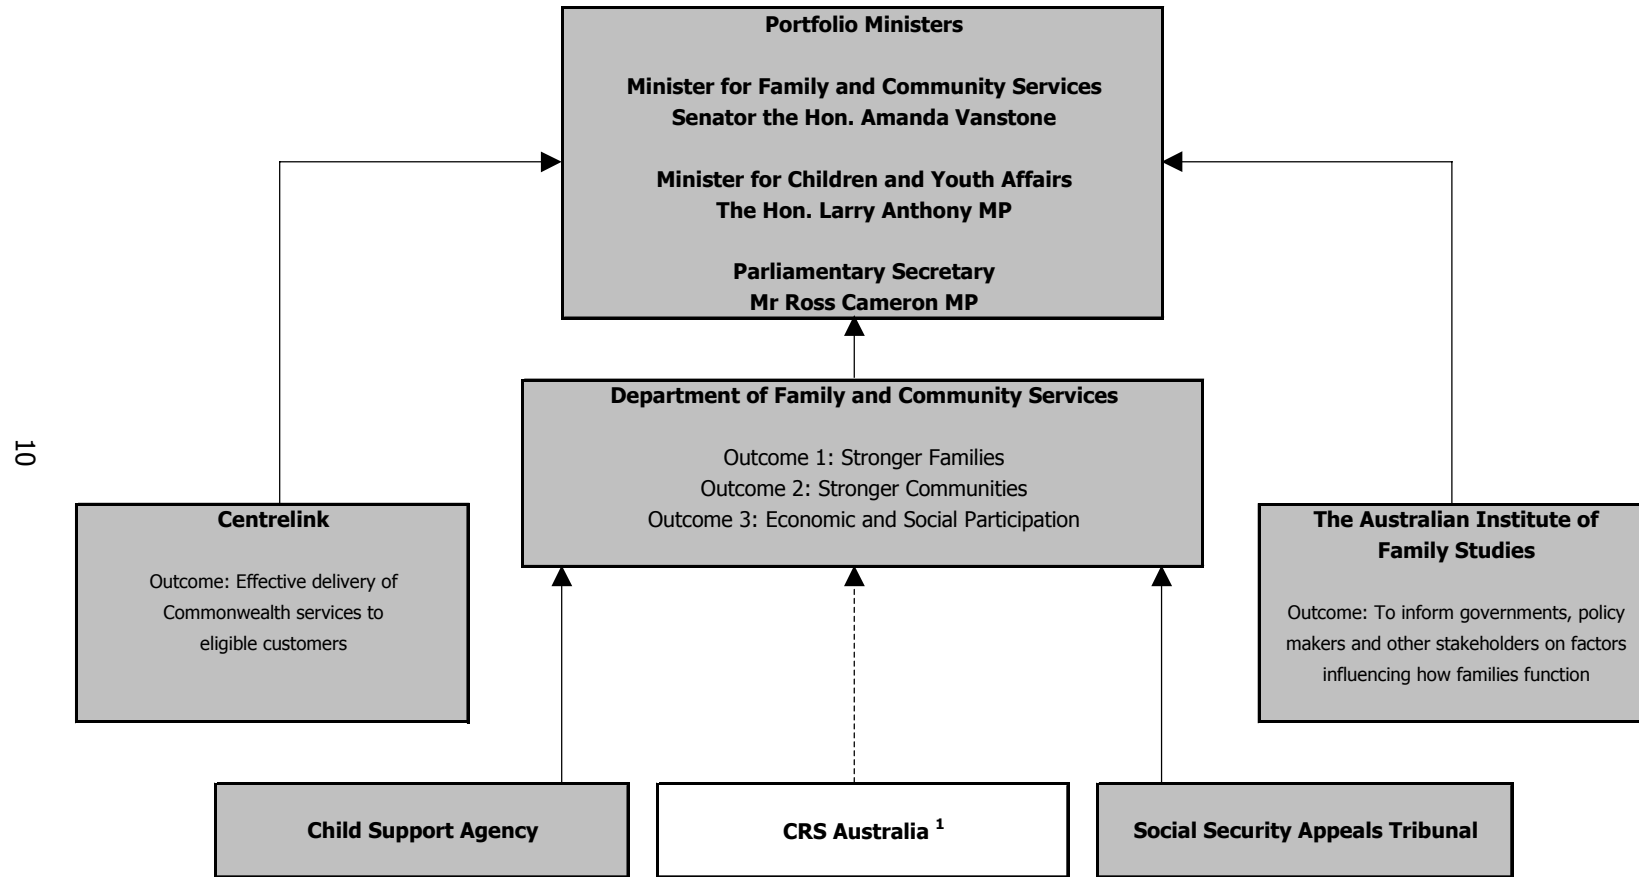 Portfolio Ministers
Minister for Family and Community Services
Senator the Hon. Amanda Vanstone
Minister for Children and Youth Affairs
The Hon. Larry Anthony MP
Parliamentary Secretary
Mr Ross Cameron MP
Department of Family and Community Services
Outcome 1: Stronger Families
Outcome 2: Stronger Communities
Outcome 3: Economic and Social Participation
10
Centrelink
Outcome: Effective delivery of
Commonwealth services to
eligible customers
The Australian Institute of
Family Studies
Outcome: To inform governments, policy
makers and other stakeholders on factors
influencing how families function
Child Support Agency
CRS Australia 1
Social Security Appeals Tribunal